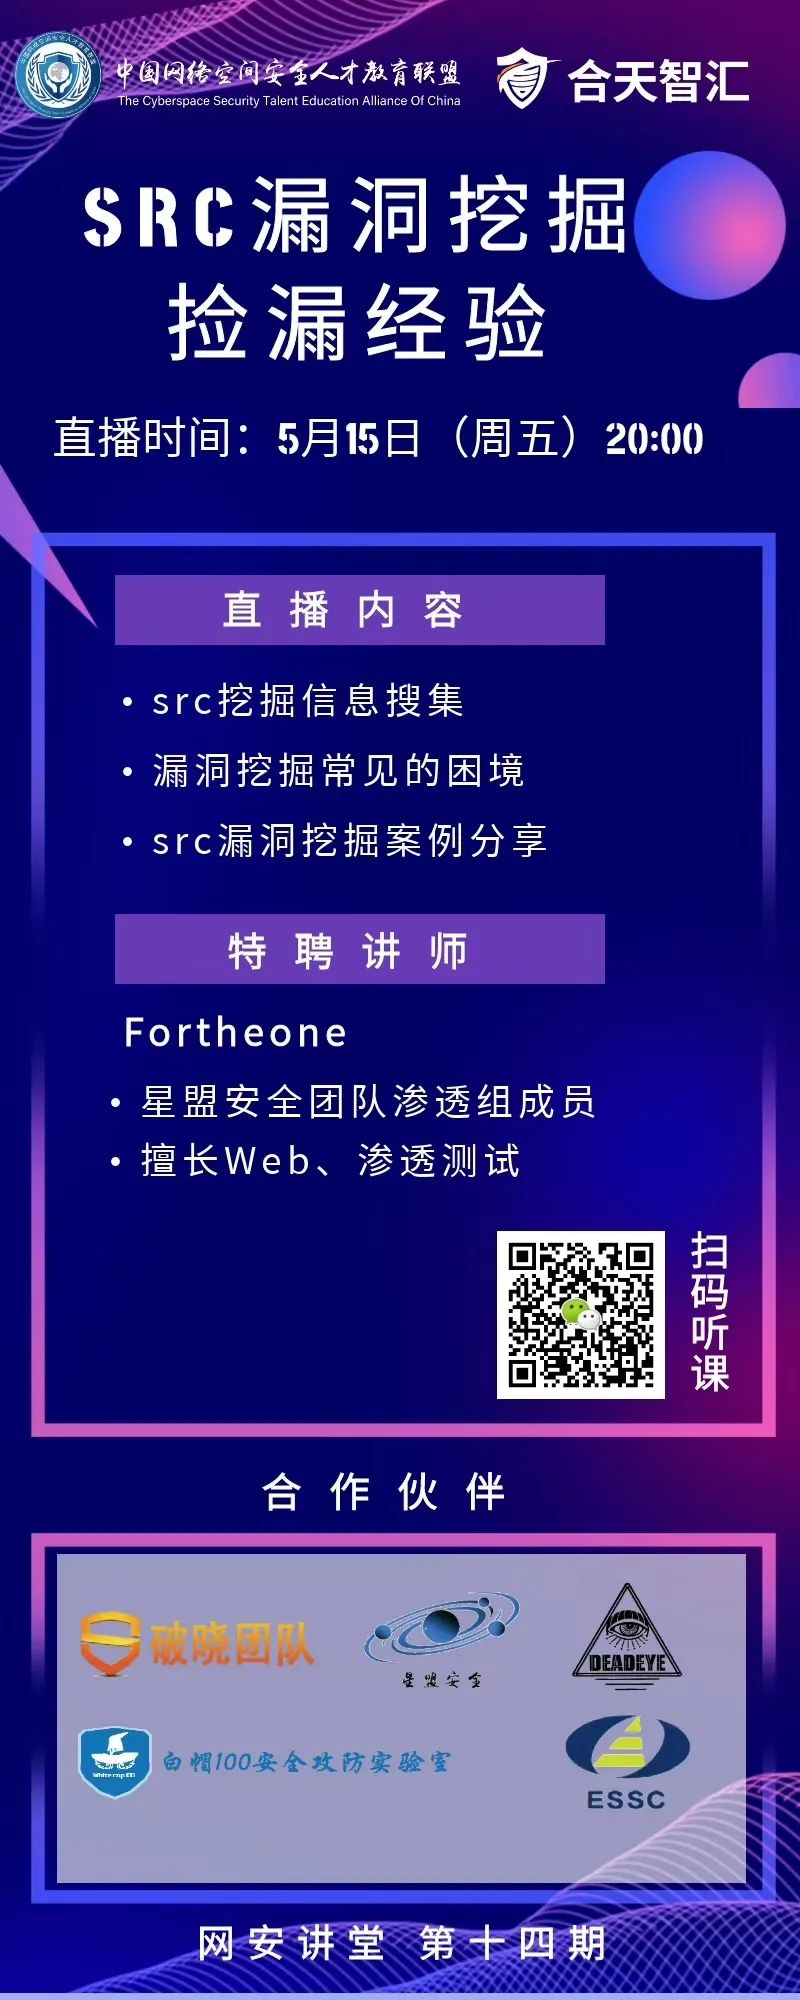 中国网络空间安全人才教育联盟
The Cyberspace Security Talent Education Alliance Of China
合天智汇
SRC漏洞挖掘
捡漏经验
直播时间：5月15日（周五）20:00
直播内容
• src挖掘信息搜集
• 漏洞挖掘常见的困境
• src漏洞挖掘案例分享
特聘讲师
Fortheone
• 星盟安全团队渗透组成员
• 擅长Web、渗透测试
扫码听课
合作伙伴
破晓团队
星盟安全
DEADEYE
白帽100安全攻防实验室
ESSC
网安讲堂 第十四期